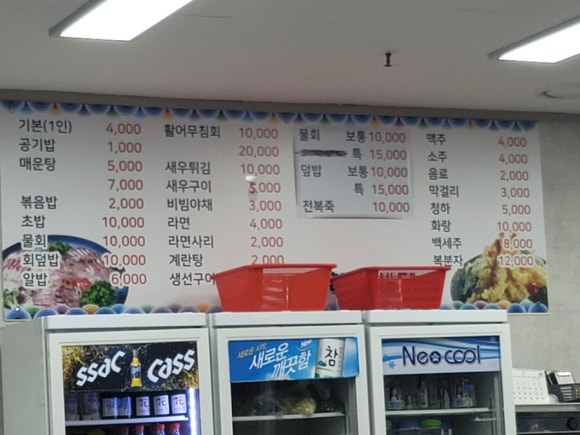 기본(1인) 4,000
공기밥 1,000
매운탕 5,000
7,000
볶음밥 2,000
초밥 10,000
물회 10,000
회덮밥 10,000
알밥 6,000
활어무침회 10,000
20,000
새우튀김 10,000
새우구이 5,000
비빔야채 3,000
라면 4,000
라면사리 2,000
계란탕 2,000
생선구이
물회 보통 10,000
특 15,000
덮밥 보통 10,000
특 15,000
전복죽 10,000
맥주 4,000
소주 4,000
음료 2,000
막걸리 3,000
청하 5,000
화랑 10,000
백세주 8,000
복분자 12,000
ssac cass
새로운 시작
새로운
깨끗함
참
Neo cool